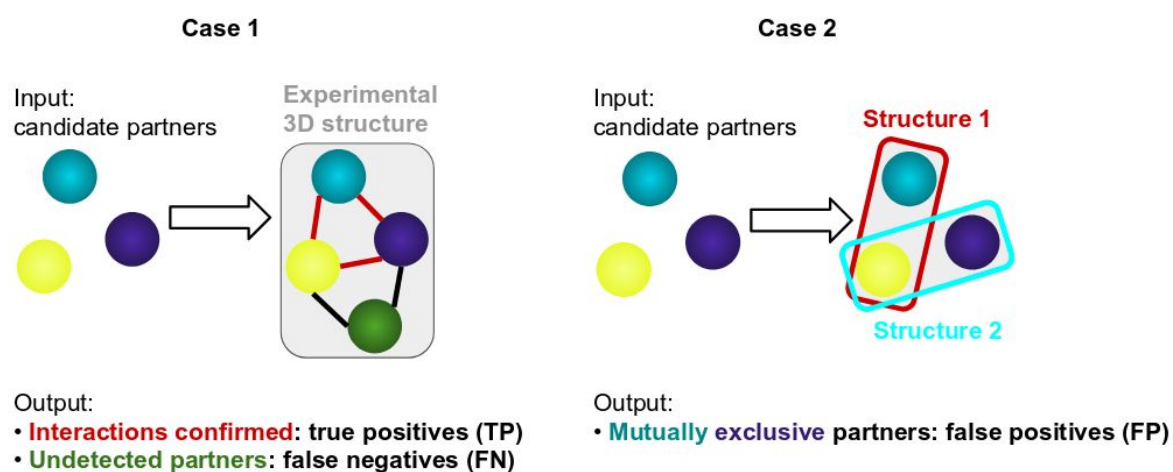 Case 1
Input:
candidate partners
Experimental
3D structure
Output:
• Interactions confirmed: true positives (TP)
• Undetected partners: false negatives (FN)
Case 2
Input:
candidate partners
Structure 1
Structure 2
Output:
• Mutually exclusive partners: false positives (FP)